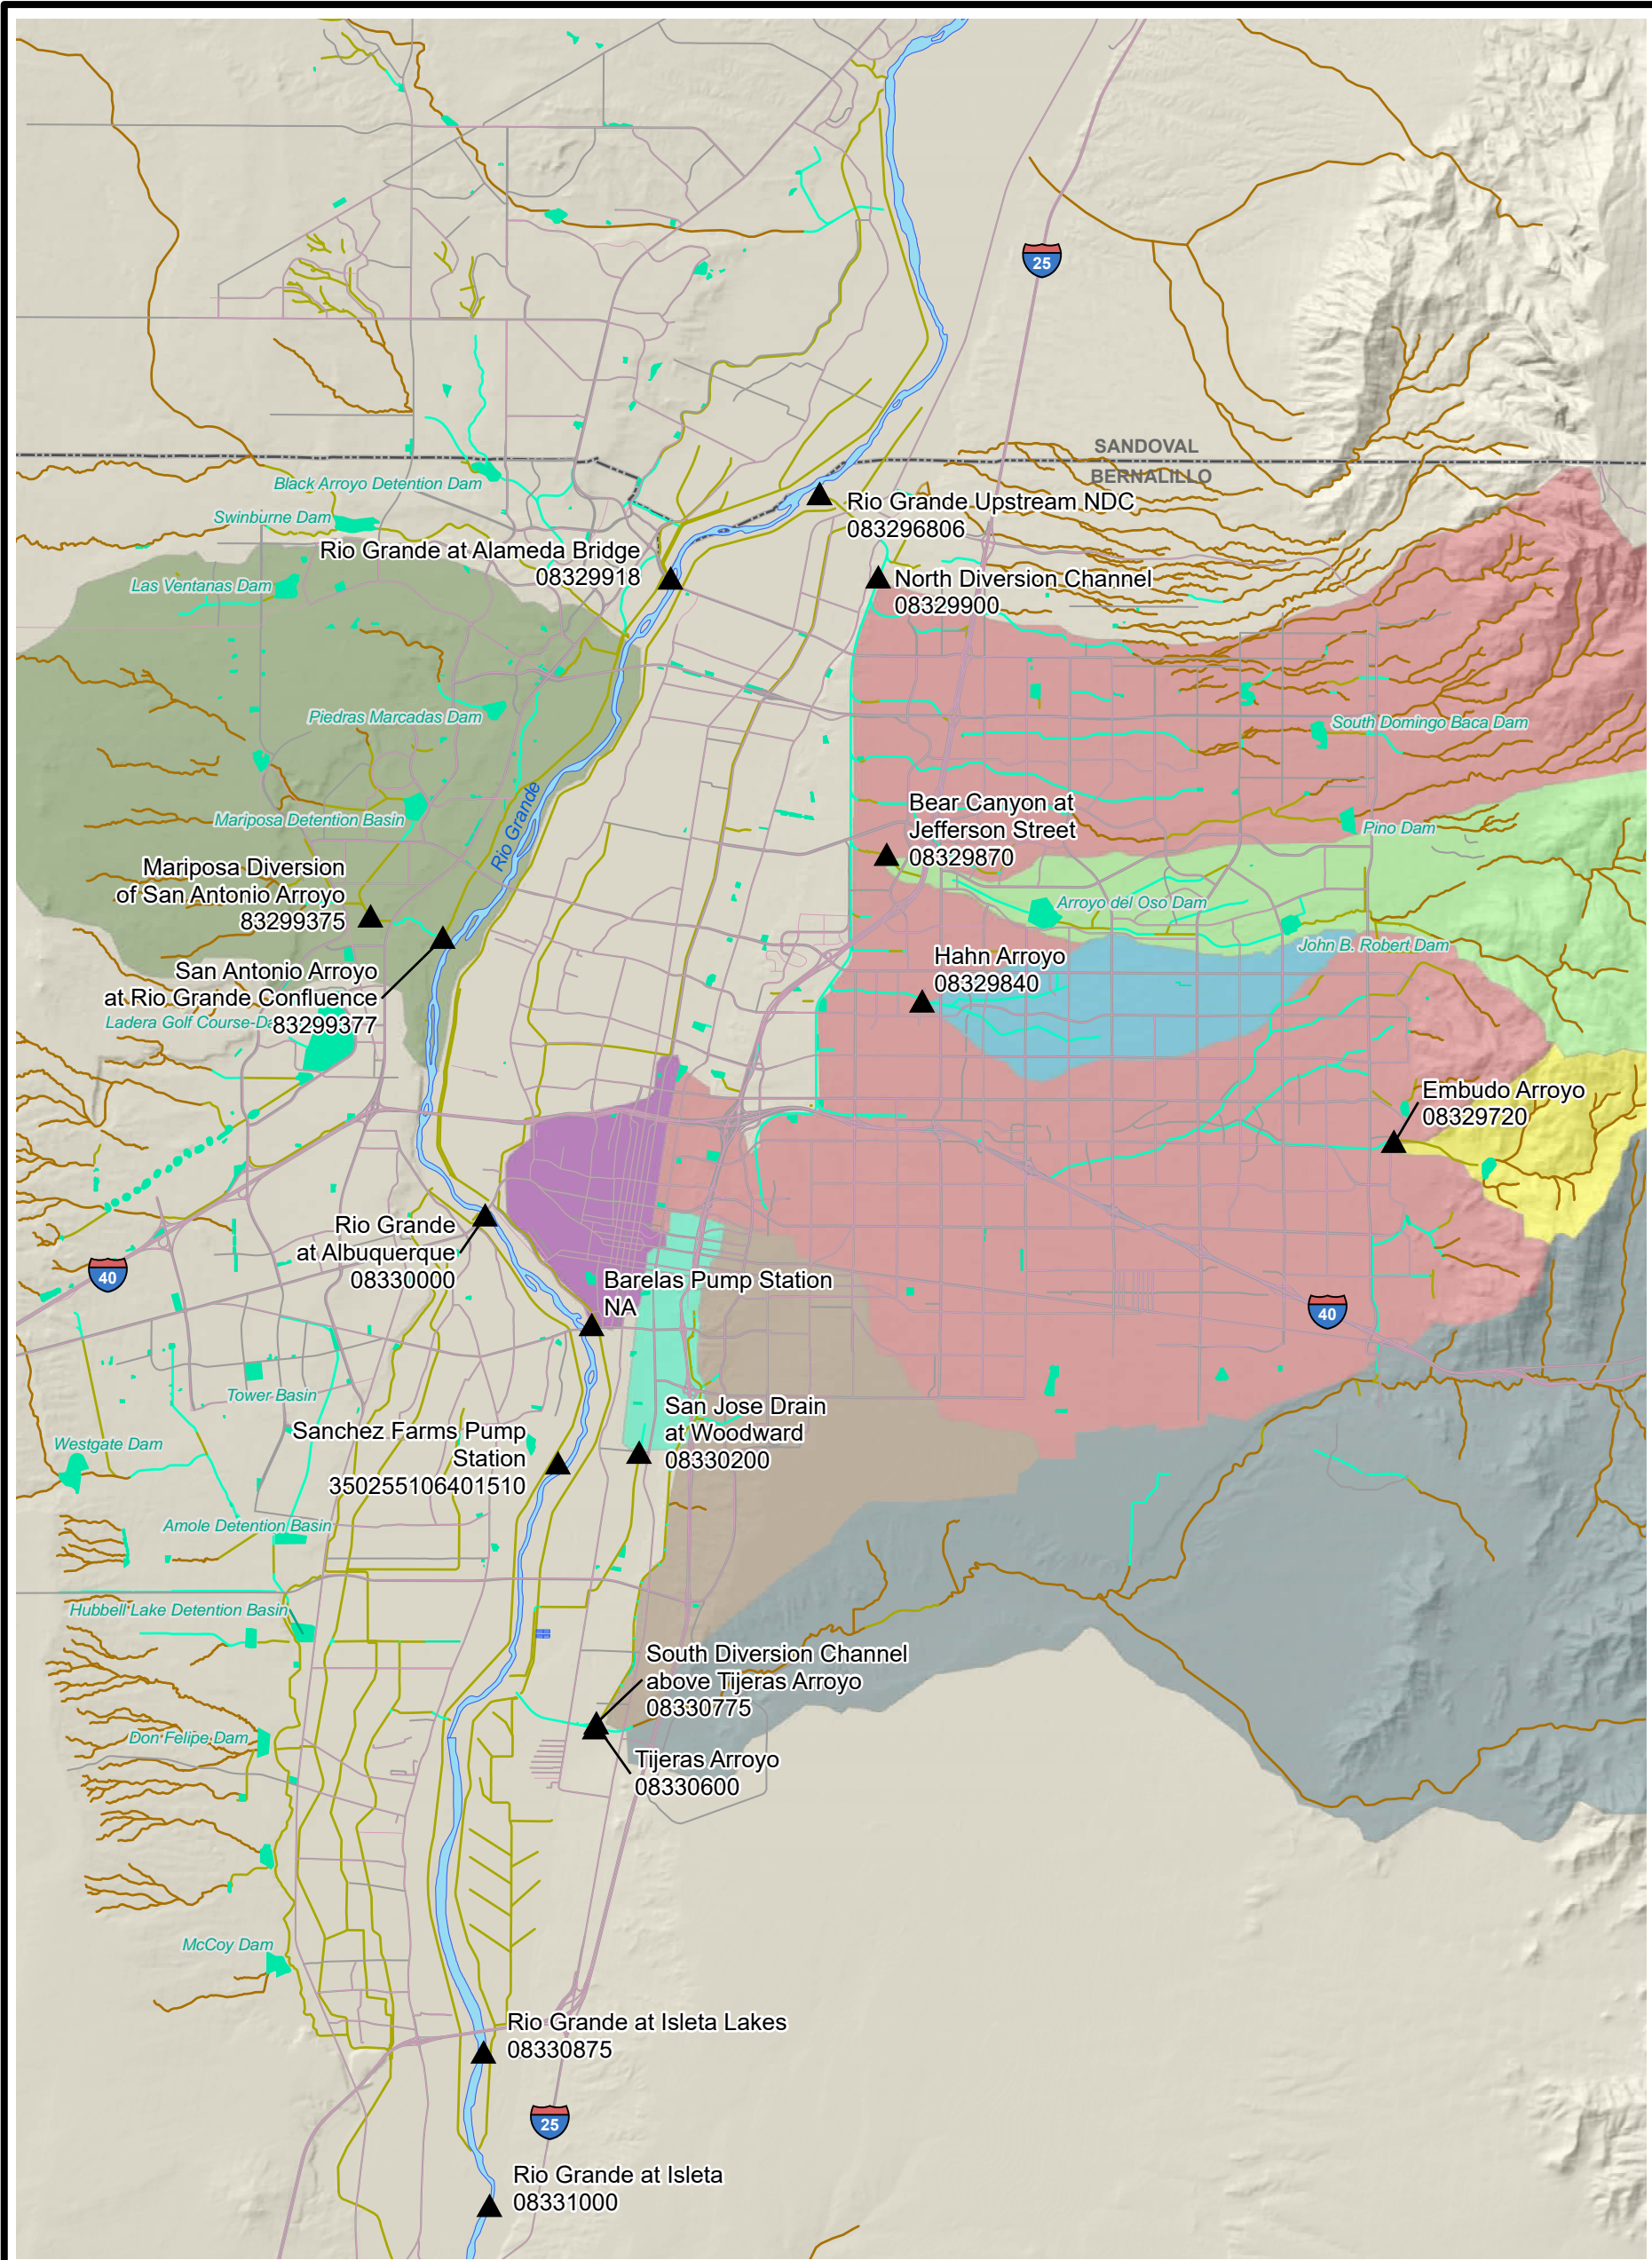 25
SANDOVAL
BERNALILLO
Black Arroyo Detention Dam
Rio Grande Upstream NDC
083296806
Swinburne Dam
Rio Grande at Alameda Bridge
08329918
North Diversion Channel
08329900
Las Ventanas Dam
Piedras Marcadas Dam
South Domingo Baca Dam
Rio Grande
Mariposa Detention Basin
Bear Canyon at
Jefferson Street
08329870
Pino Dam
Mariposa Diversion
of San Antonio Arroyo
83299375
Arroyo del Oso Dam
John B. Robert Dam
Hahn Arroyo
08329840
San Antonio Arroyo
at Rio Grande Confluence
83299377
Ladera Golf Course-Da
Embudo Arroyo
08329720
Rio Grande
at Albuquerque
08330000
40
Barelas Pump Station
NA
40
Tower Basin
San Jose Drain
at Woodward
08330200
Sanchez Farms Pump
Station
350255106401510
Westgate Dam
Amole Detention Basin
Hubbell Lake Detention Basin
South Diversion Channel
above Tijeras Arroyo
08330775
Don Felipe Dam
Tijeras Arroyo
08330600
McCoy Dam
Rio Grande at Isleta Lakes
08330875
25
Rio Grande at Isleta
08331000